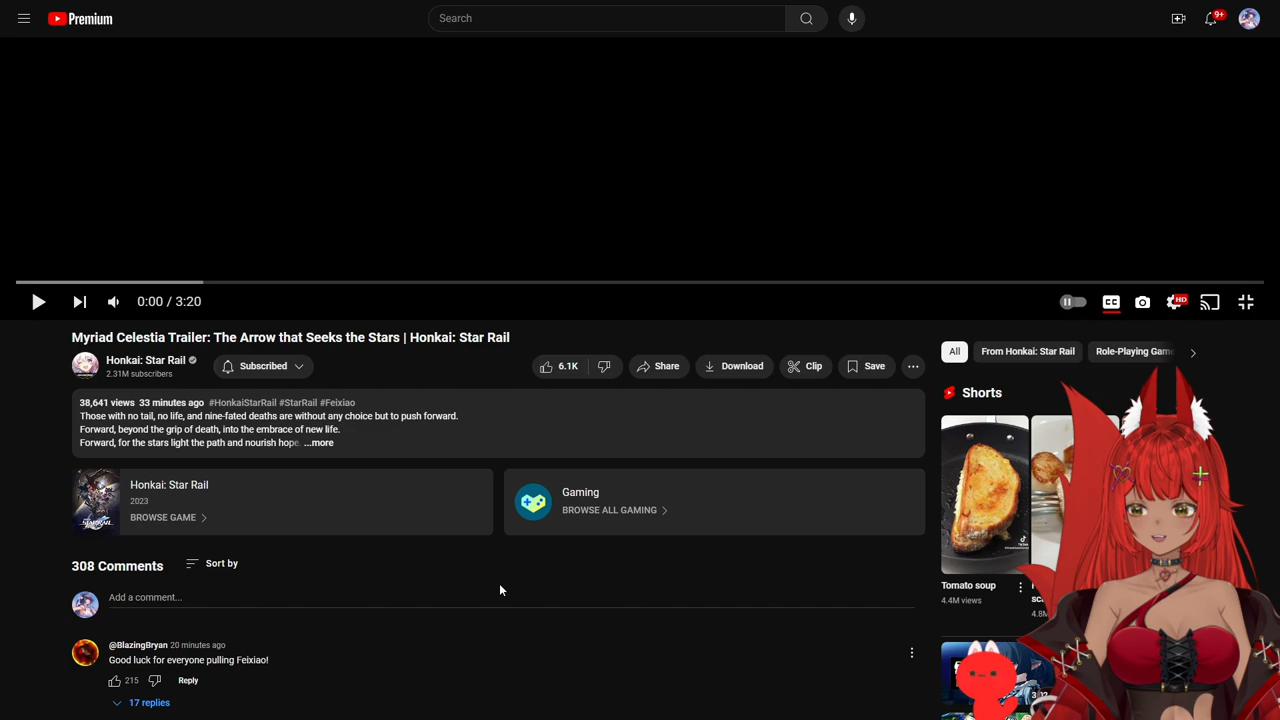 Premium
Search
9+
0:00 / 3:20
CC
HD
Myriad Celestia Trailer: The Arrow that Seeks the Stars | Honkai: Star Rail
Honkai: Star Rail
2.31M subscribers
Subscribed
6.1K
Share
Download
Clip
Save
...
38,641 views 33 minutes ago #HonkaiStarRail #StarRail #Feixiao
Those with no tail, no life, and nine-fated deaths are without any choice but to push forward.
Forward, beyond the grip of death, into the embrace of new life.
Forward, for the stars light the path and nourish hope. ...more
Honkai: Star Rail
2023
BROWSE GAME
Gaming
BROWSE ALL GAMING
308 Comments
Sort by
Add a comment...
@BlazingBryan 20 minutes ago
Good luck for everyone pulling Feixiao!
215
Reply
17 replies
All
From Honkai: Star Rail
Role-Playing Game
Shorts
Tomato soup
4.4M views
4.8M